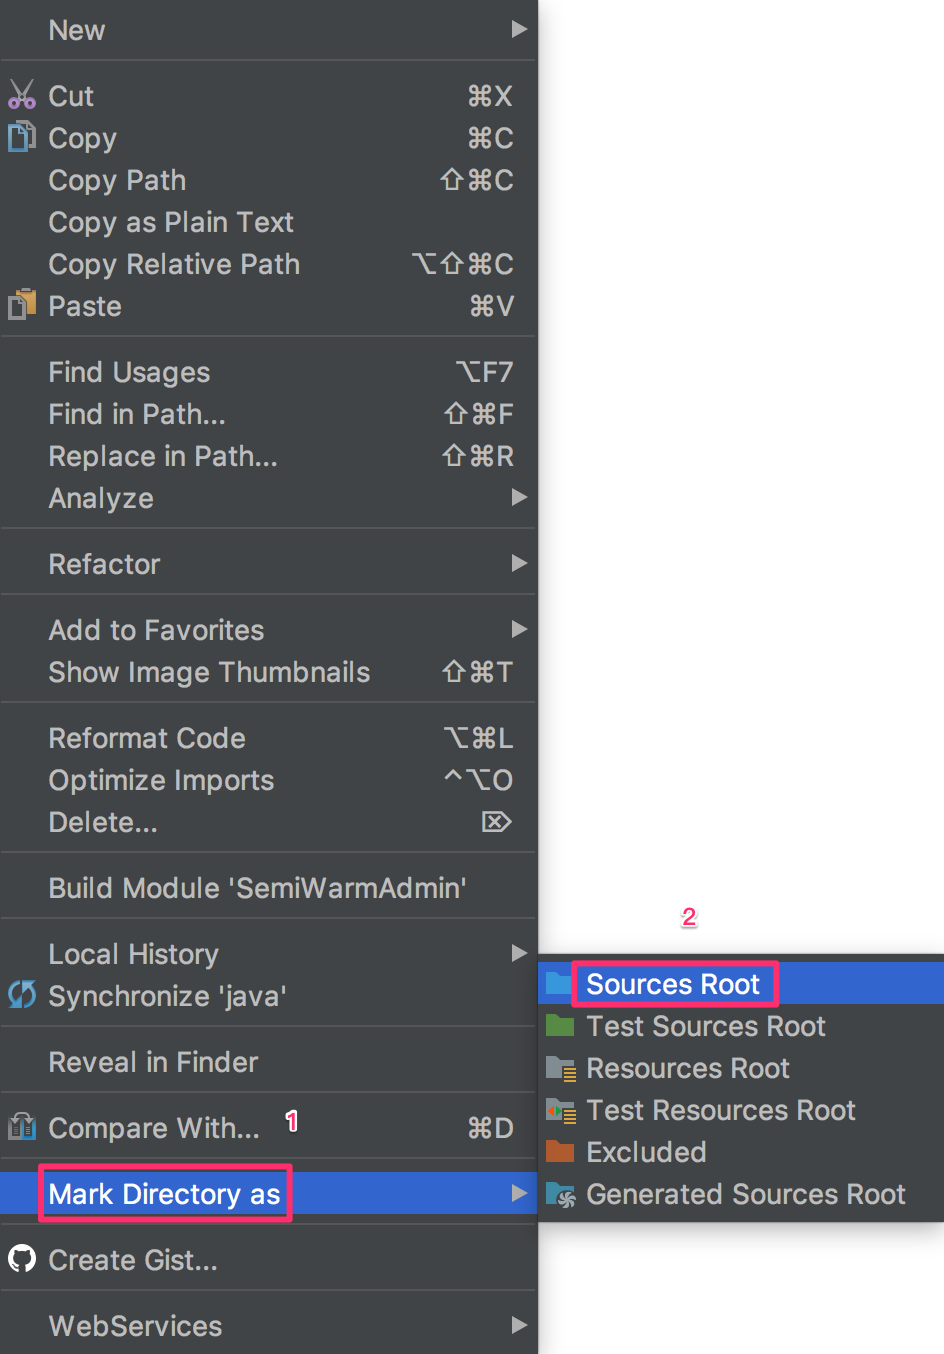 New
Cut ⌘X
Copy ⌘C
Copy Path ⇧⌘C
Copy as Plain Text
Copy Relative Path ⌥⇧⌘C
Paste ⌘V
Find Usages ⌥F7
Find in Path... ⇧⌘F
Replace in Path... ⇧⌘R
Analyze
Refactor
Add to Favorites
Show Image Thumbnails ⇧⌘T
Reformat Code ⌥⌘L
Optimize Imports ^⌥O
Delete... ⌦
Build Module 'SemiWarmAdmin'
Local History
Synchronize 'java'
Reveal in Finder
Compare With... ⌘D
1
Mark Directory as
Create Gist...
WebServices
2
Sources Root
Test Sources Root
Resources Root
Test Resources Root
Excluded
Generated Sources Root